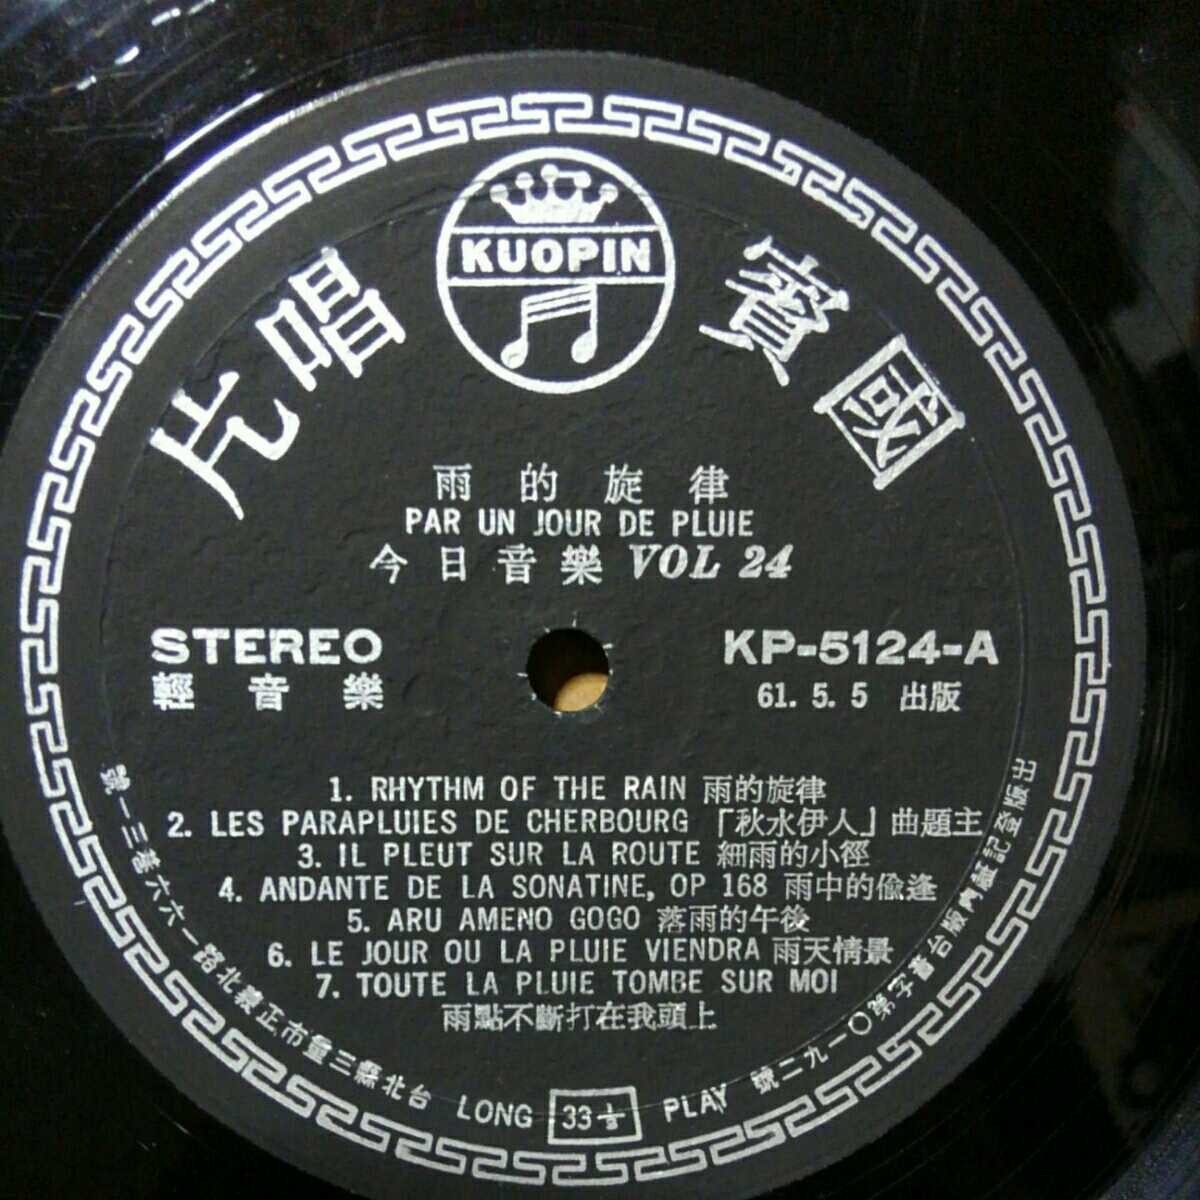 國賓唱片
KUOPIN
雨的旋律
PAR UN JOUR DE PLUIE
今日音樂 VOL 24
STEREO
輕音樂
KP-5124-A
61. 5. 5 出版
1. RHYTHM OF THE RAIN 雨的旋律
2. LES PARAPLUIES DE CHERBOURG 「秋水伊人」曲題主
3. IL PLEUT SUR LA ROUTE 細雨的小徑
4. ANDANTE DE LA SONATINE, OP 168 雨中的偸逢
5. ARU AMENO GOGO 落雨的午後
6. LE JOUR OU LA PLUIE VIENDRA 雨天情景
7. TOUTE LA PLUIE TOMBE SUR MOI
雨點不斷打在我頭上
出版登記證內版台音字第〇一九二號
台北縣三重市正義北路一六六巷三一號
LONG 33⅓ PLAY